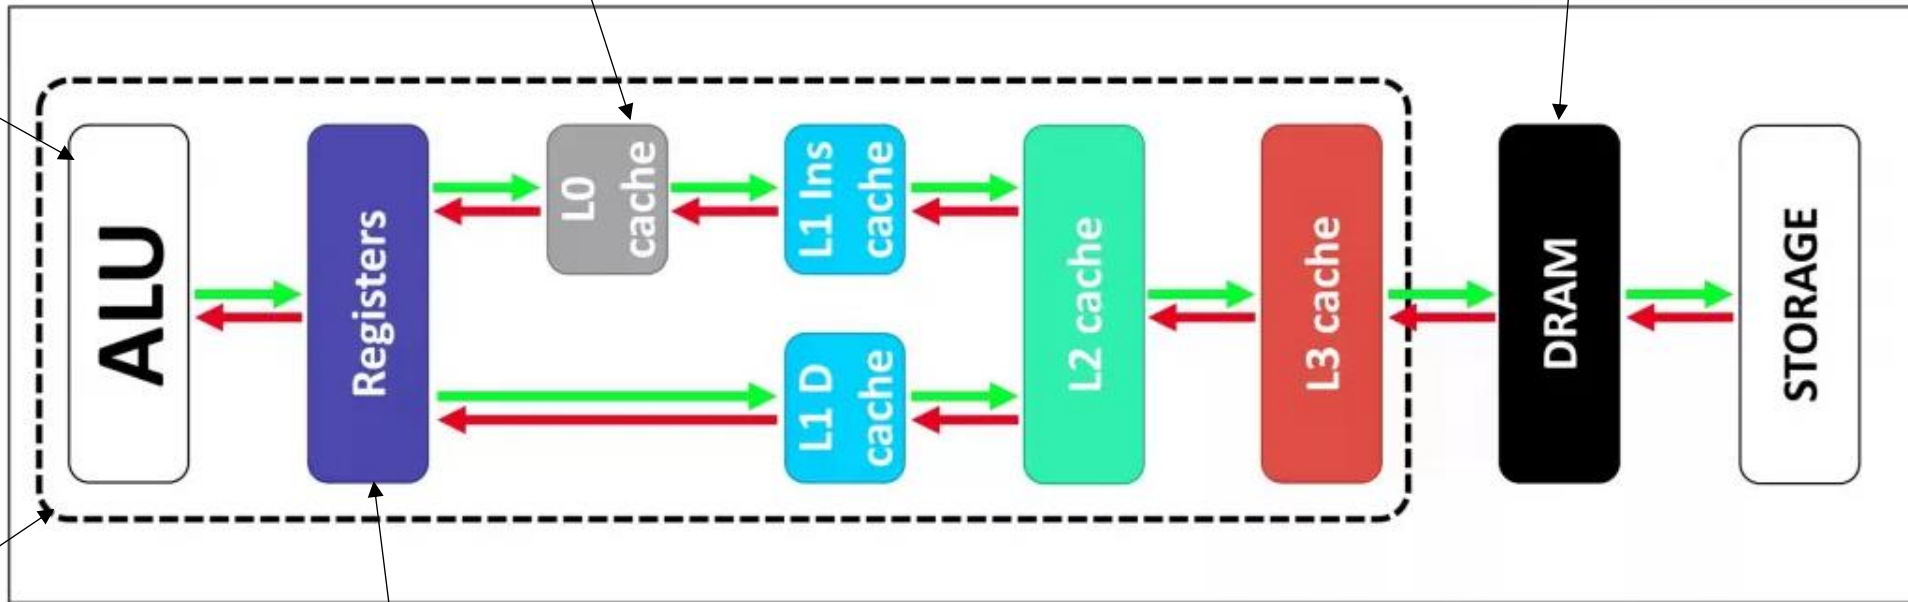 ALU
Registers
L0
cache
L1 Ins
cache
L1 D
cache
L2 cache
L3 cache
DRAM
STORAGE